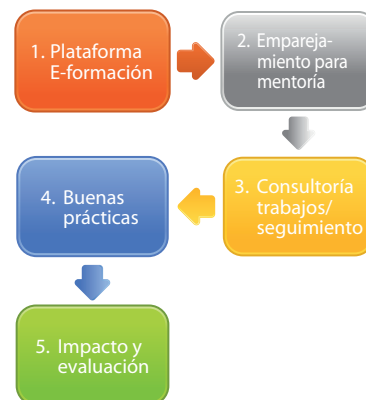 1. Plataforma
E-formación
2. Empareja-
miento para
mentoría
3. Consultoría
trabajos/
seguimiento
4. Buenas
prácticas
5. Impacto y
evaluación